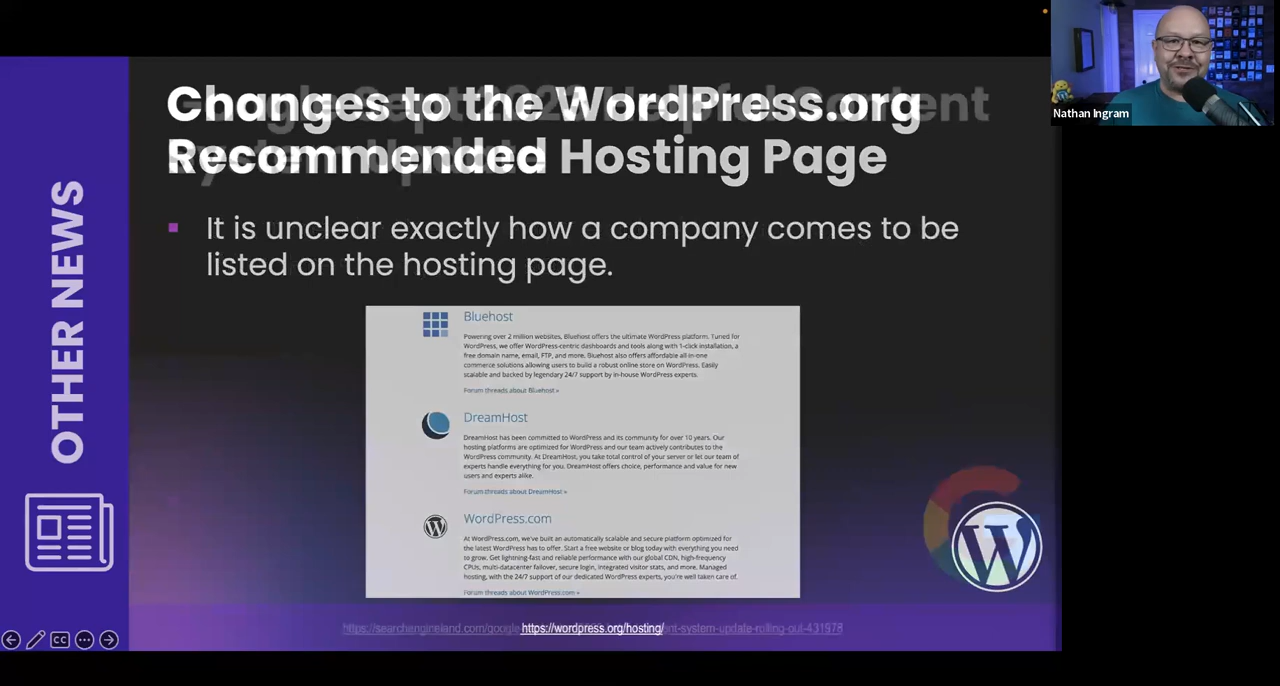 Changes to the WordPress.org
Recommended Hosting Page
It is unclear exactly how a company comes to be
listed on the hosting page.
Bluehost
Powering over 2 million websites, Bluehost offers the ultimate WordPress platform. Tuned for
WordPress, we offer WordPress-centric dashboards and tools along with 1-click installation, a
free domain name, email, FTP, and more. Bluehost also offers affordable all-in-one
commerce solutions allowing users to build a robust online store on WordPress. Easily
scalable and backed by legendary 24/7 support by in-house WordPress experts.
Forum threads about Bluehost »
DreamHost
DreamHost has been committed to WordPress and its community for over 10 years. Our
hosting platforms are optimized for WordPress and our team actively contributes to the
WordPress community. At DreamHost, you take total control of your server or let our team of
experts handle everything for you. DreamHost offers choice, performance and value for new
users and experts alike.
Forum threads about DreamHost »
WordPress.com
At WordPress.com, we've built an automatically scalable and secure platform optimized for
the latest WordPress has to offer. Start a free website or blog today with everything you need
to grow. Get lightning-fast and reliable performance with our global CDN, high-frequency
CPUs, multi-datacenter failover, secure login, integrated visitor stats, and more. Managed
hosting, with the 24/7 support of our dedicated WordPress experts, you're well taken care of.
Forum threads about WordPress.com »
https://wordpress.org/hosting/
OTHER NEWS
CC
Nathan Ingram